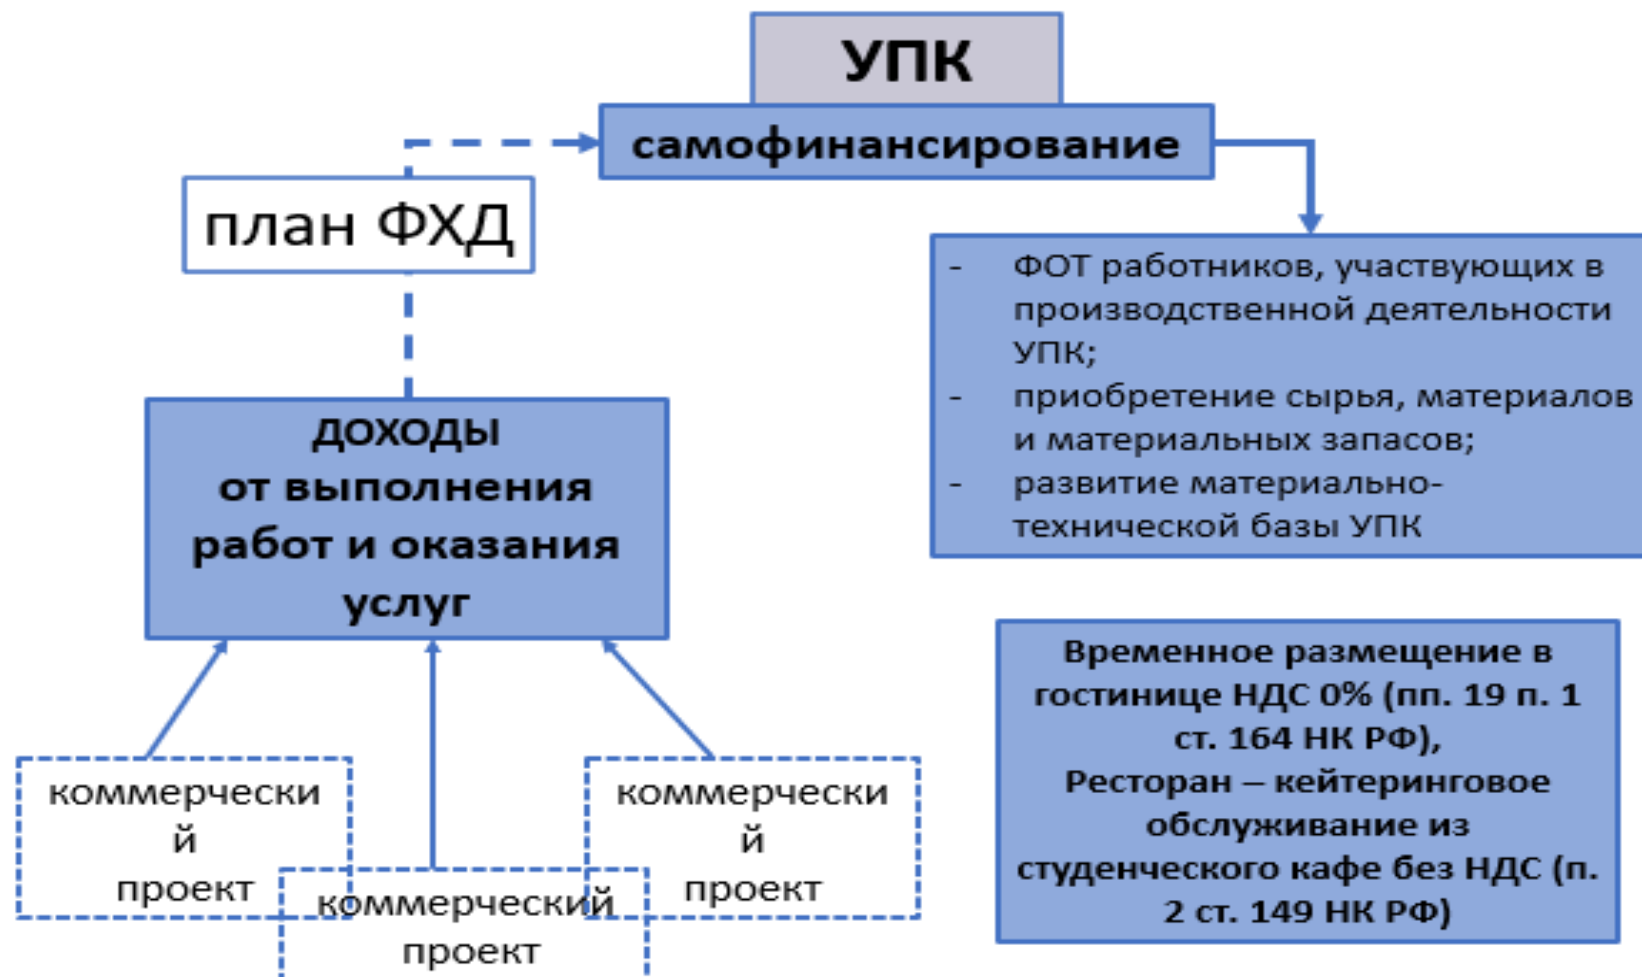 УПК
самофинансирование
план ФХД
- ФОТ работников, участвующих в
производственной деятельности
УПК;
- приобретение сырья, материалов
и материальных запасов;
- развитие материально-
технической базы УПК
ДОХОДЫ
от выполнения
работ и оказания
услуг
Временное размещение в
гостинице НДС 0% (пп. 19 п. 1
ст. 164 НК РФ),
Ресторан – кейтеринговое
обслуживание из
студенческого кафе без НДС (п.
2 ст. 149 НК РФ)
коммерчески
й
проект
коммерческий
проект
коммерчески
й
проект